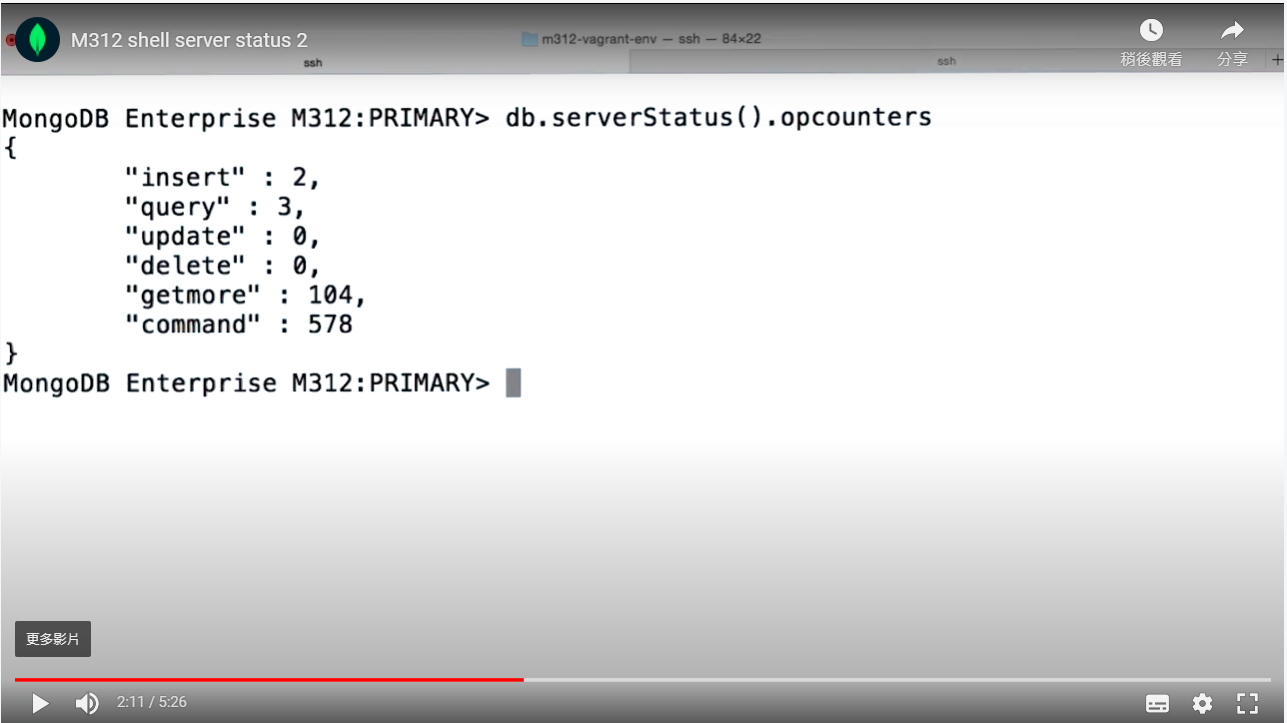 M312 shell server status 2
m312-vagrant-env — ssh — 84×22
稍後觀看
分享
ssh
ssh
+
MongoDB Enterprise M312:PRIMARY> db.serverStatus().opcounters
{
"insert" : 2,
"query" : 3,
"update" : 0,
"delete" : 0,
"getmore" : 104,
"command" : 578
}
MongoDB Enterprise M312:PRIMARY>
更多影片
2:11 / 5:26